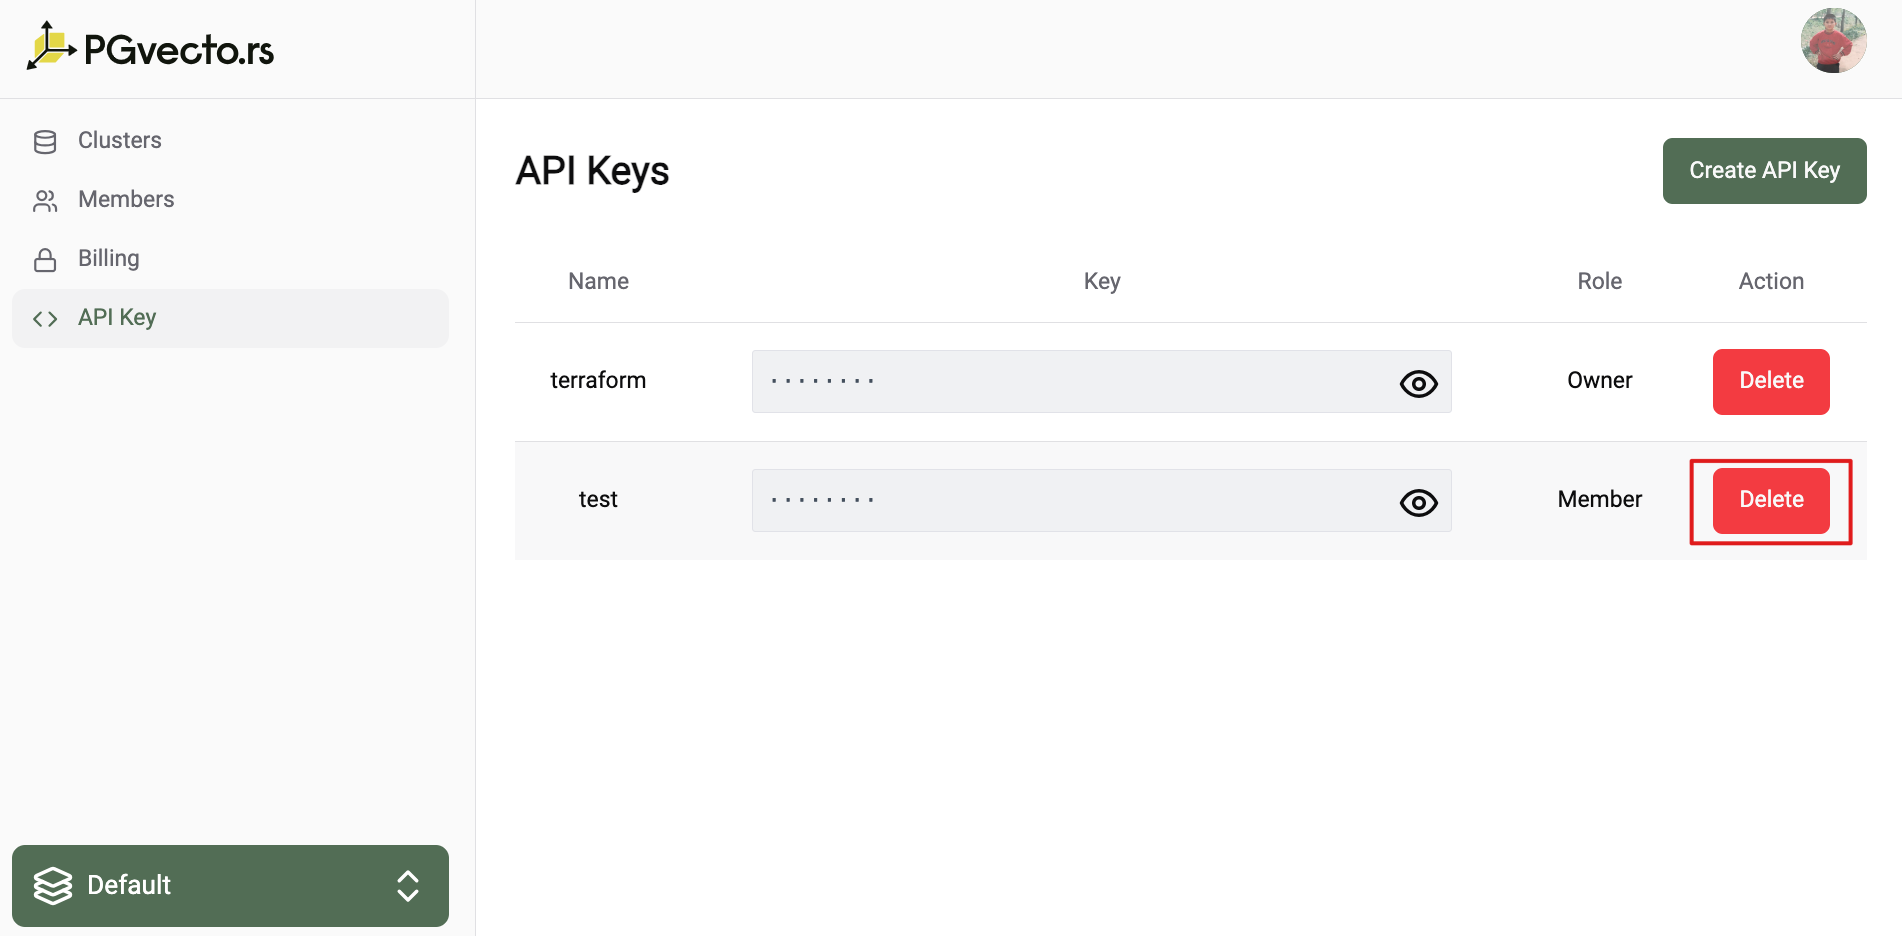 PGvecto.rs
Clusters
Members
Billing
API Key
API Keys
Create API Key
Name Key Role Action
terraform ········ Owner Delete
test ········ Member Delete
Default